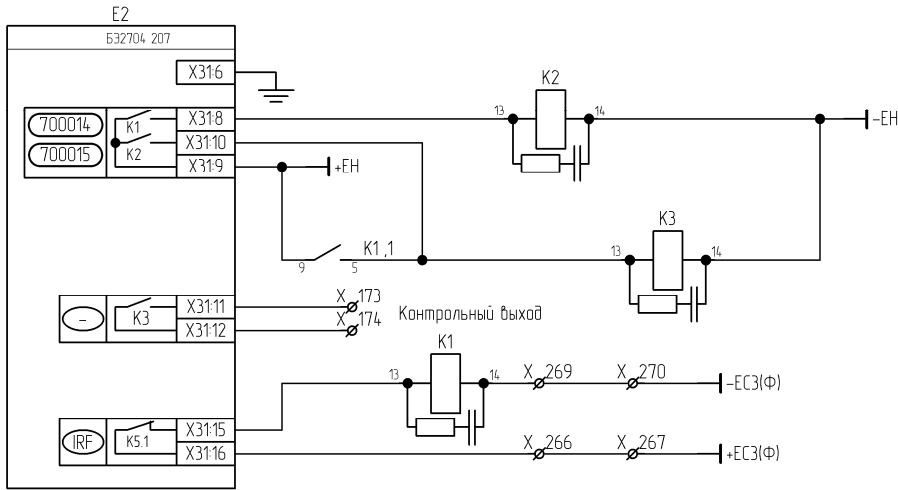 E2
БЭ2704 207
X31:6
K2
13 14
700014 K1 X31:8 -EH
700015 K2 X31:10
X31:9 +EH
K3
K1,1 13 14
9 5
X31:11 X 173
- K3 Контрольный выход
X31:12 X 174
K1
13 14 X 269 X 270 -EC3(Ф)
X31:15
IRF K5.1 X 266 X 267
X31:16 +EC3(Ф)